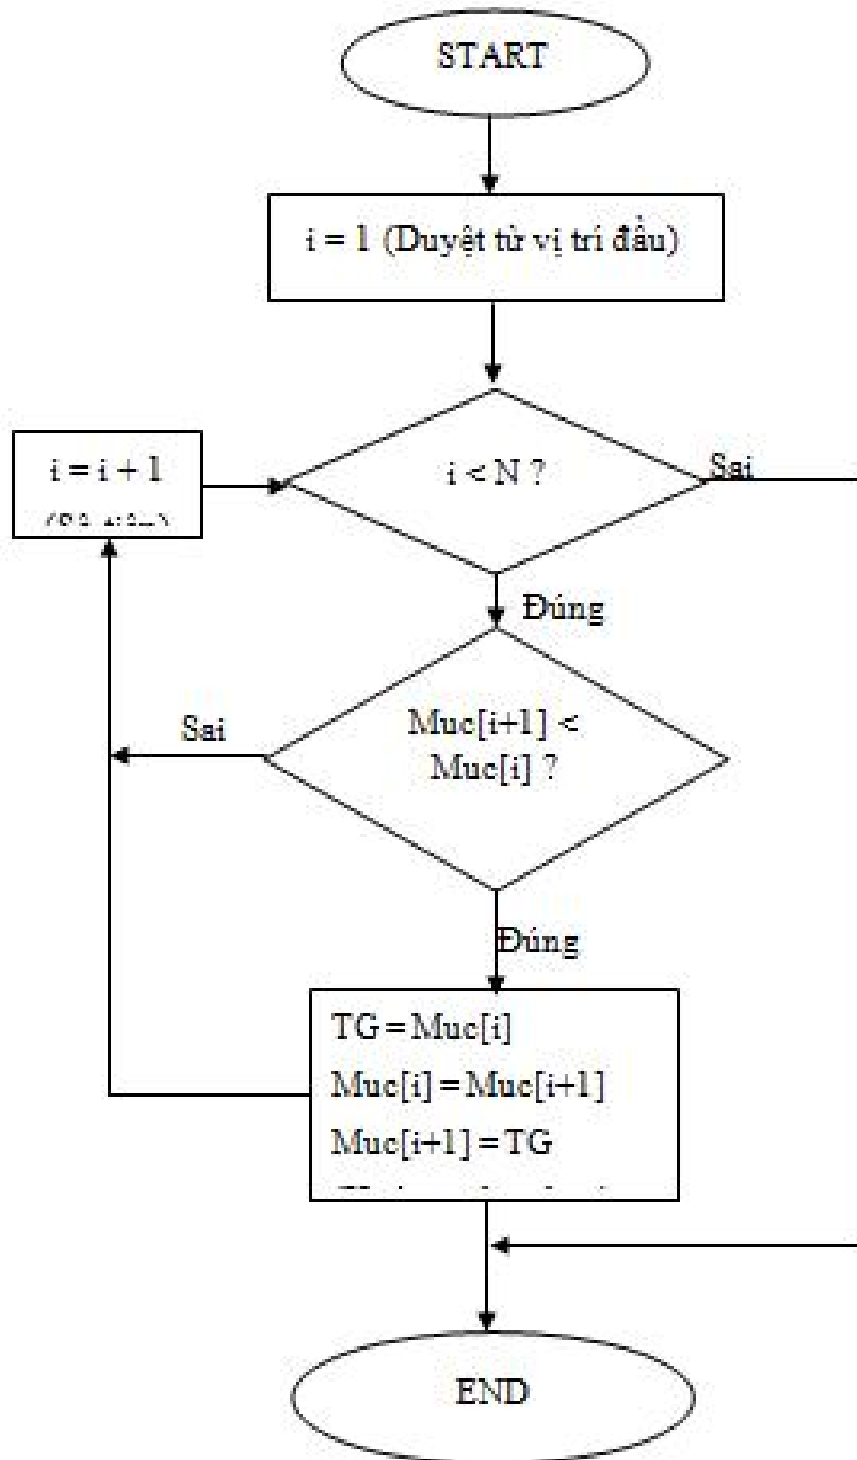 START
i = 1 (Duyệt từ vị trí đầu)
i = i + 1
i < N ?
Sai
Đúng
Sai
Muc[i+1] <
Muc[i] ?
Đúng
TG = Muc[i]
Muc[i] = Muc[i+1]
Muc[i+1] = TG
END